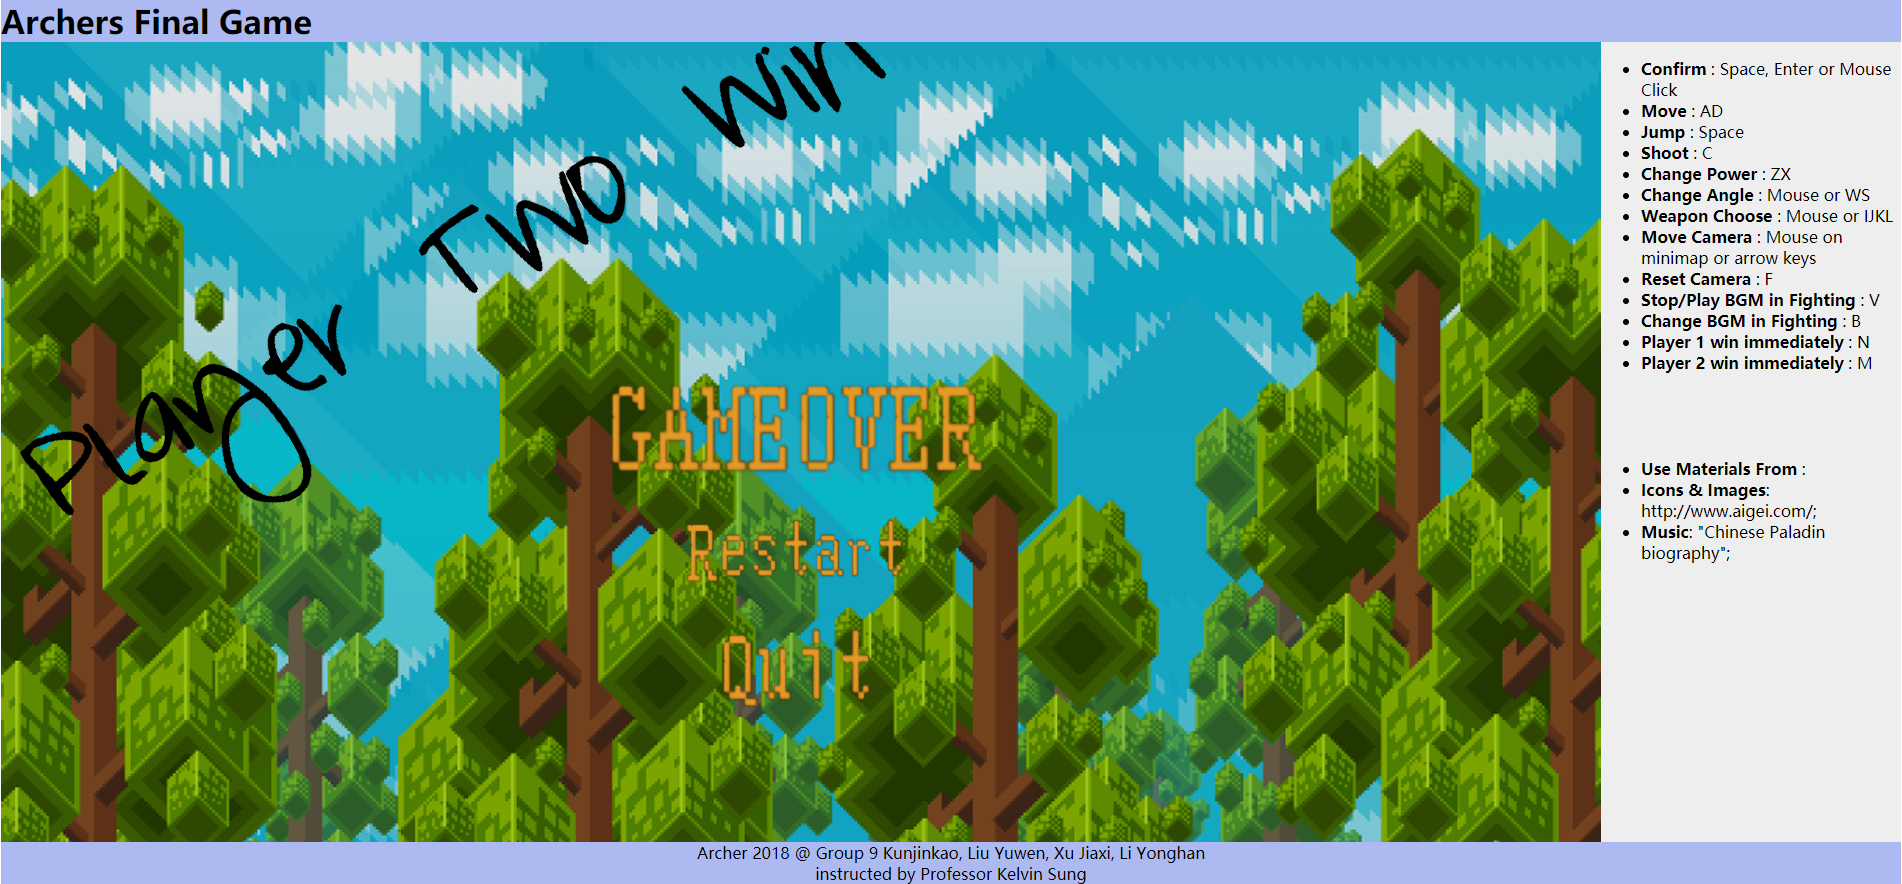 Archers Final Game
Player Two Win
GAMEOVER
Restart
Quit
Confirm : Space, Enter or Mouse
Click
Move : AD
Jump : Space
Shoot : C
Change Power : ZX
Change Angle : Mouse or WS
Weapon Choose : Mouse or IJKL
Move Camera : Mouse on
minimap or arrow keys
Reset Camera : F
Stop/Play BGM in Fighting : V
Change BGM in Fighting : B
Player 1 win immediately : N
Player 2 win immediately : M
Use Materials From :
Icons & Images:
http://www.aigei.com/;
Music: "Chinese Paladin
biography";
Archer 2018 @ Group 9 Kunjinkao, Liu Yuwen, Xu Jiaxi, Li Yonghan
instructed by Professor Kelvin Sung